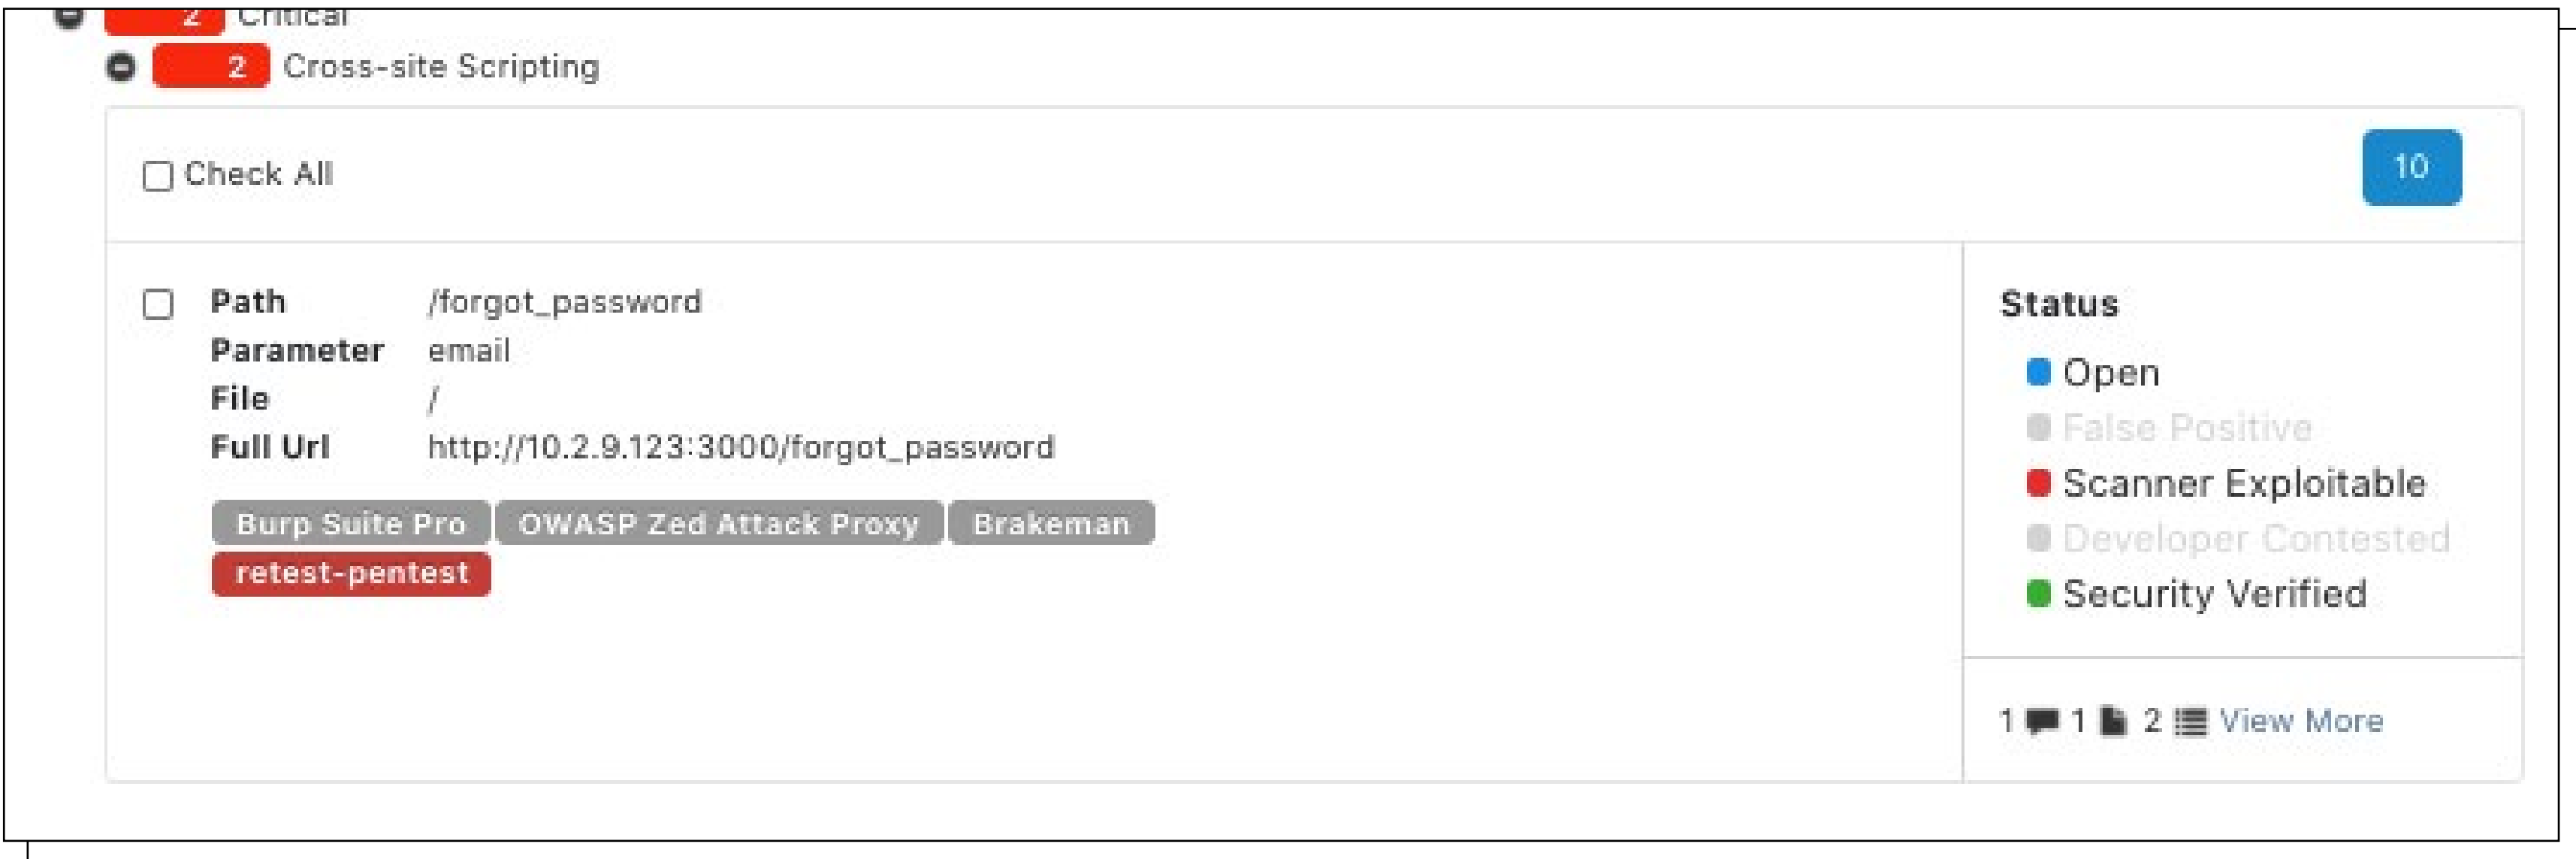 2 Critical
2 Cross-site Scripting
Check All
10
Path /forgot_password
Parameter email
File /
Full Url http://10.2.9.123:3000/forgot_password
Burp Suite Pro OWASP Zed Attack Proxy Brakeman
retest-pentest
Status
Open
False Positive
Scanner Exploitable
Developer Contested
Security Verified
1 1 2 View More